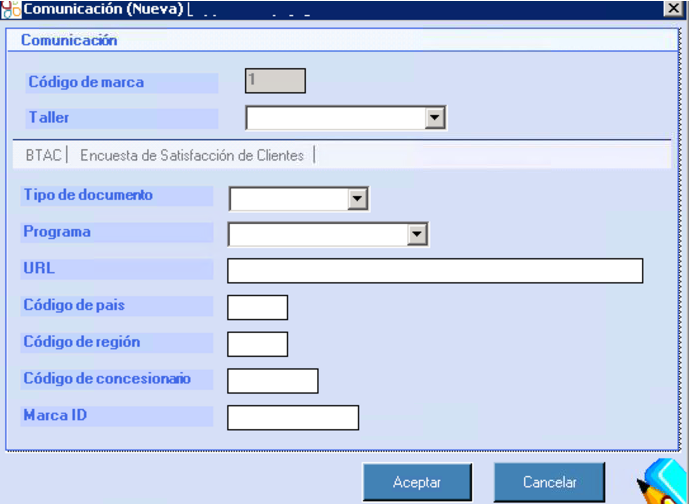 Comunicación (Nueva)
Comunicación
Código de marca 1
Taller
BTAC | Encuesta de Satisfacción de Clientes |
Tipo de documento
Programa
URL
Código de pais
Código de región
Código de concesionario
Marca ID
Aceptar Cancelar